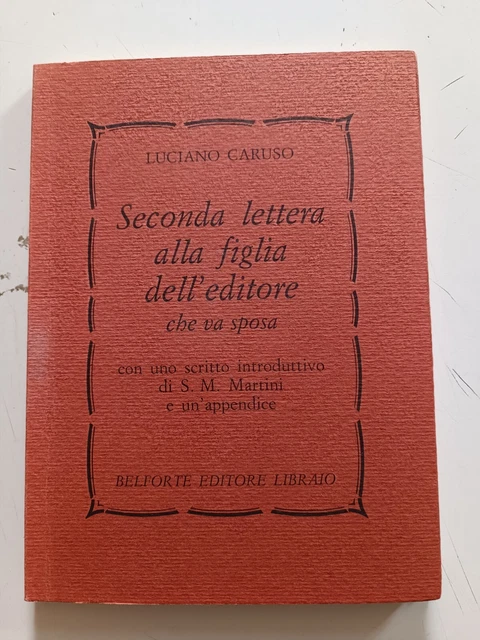 LUCIANO CARUSO
Seconda lettera
alla figlia
dell'editore
che va sposa
con uno scritto introduttivo
di S. M. Martini
e un'appendice
BELFORTE EDITORE LIBRAIO